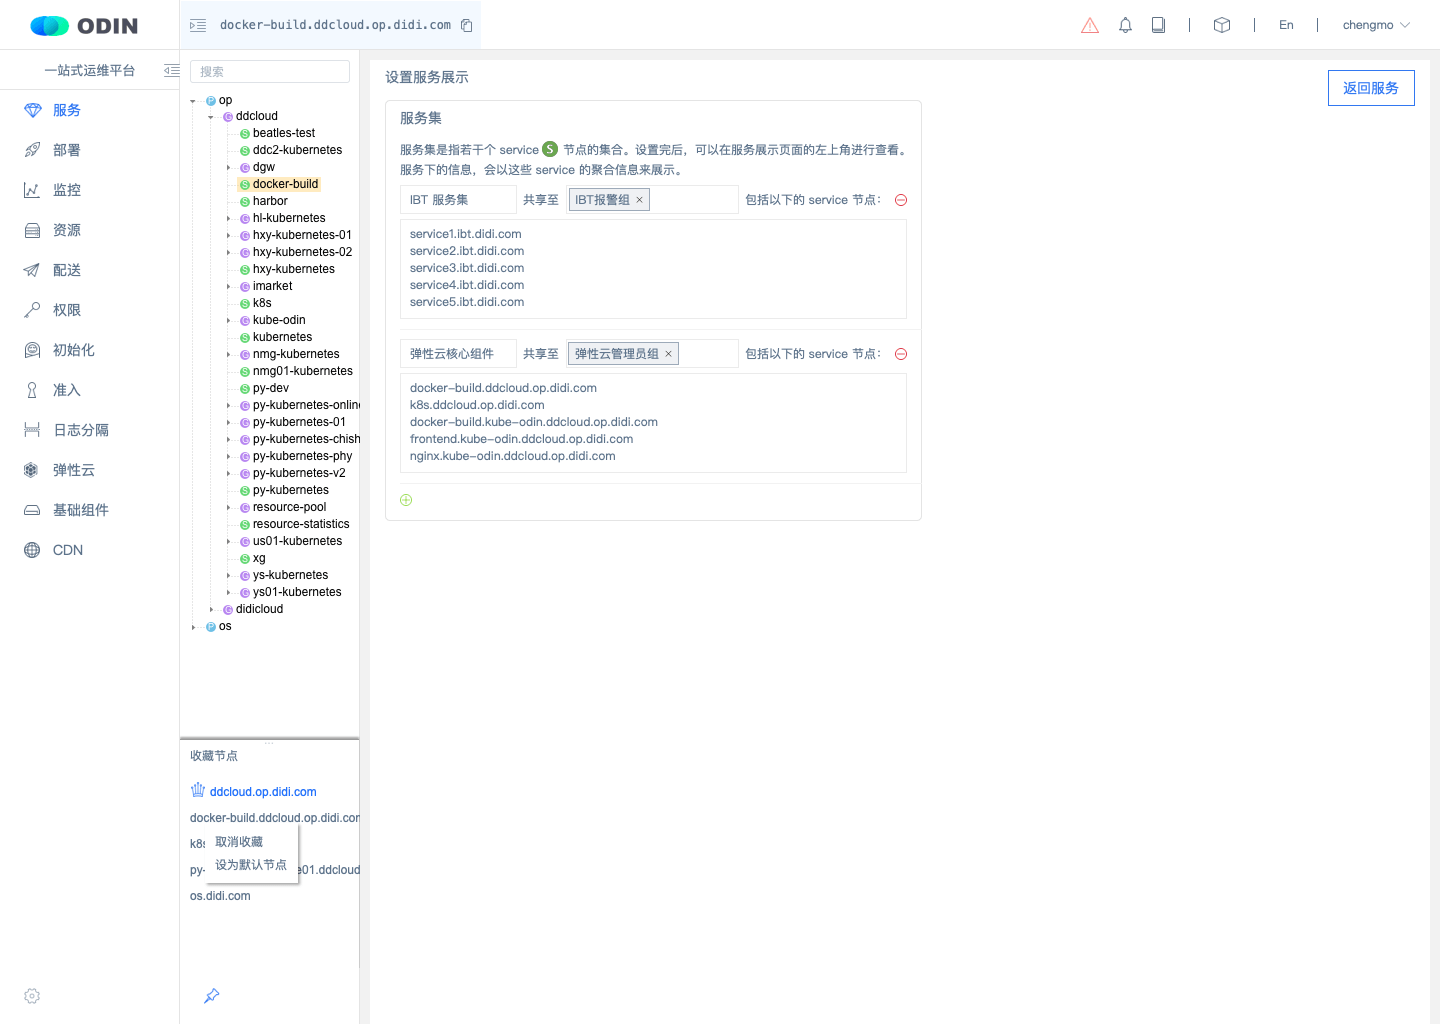 ODIN
docker-build.ddcloud.op.didi.com
En
chengmo
一站式运维平台
服务
部署
监控
资源
配送
权限
初始化
准入
日志分隔
弹性云
基础组件
CDN
搜索
op
ddcloud
beatles-test
ddc2-kubernetes
dgw
docker-build
harbor
hl-kubernetes
hxy-kubernetes-01
hxy-kubernetes-02
hxy-kubernetes
imarket
k8s
kube-odin
kubernetes
nmg-kubernetes
nmg01-kubernetes
py-dev
py-kubernetes-online
py-kubernetes-01
py-kubernetes-chish
py-kubernetes-phy
py-kubernetes-v2
py-kubernetes
resource-pool
resource-statistics
us01-kubernetes
xg
ys-kubernetes
ys01-kubernetes
didicloud
os
收藏节点
ddcloud.op.didi.com
docker-build.ddcloud.op.didi.com
k8s
取消收藏
设为默认节点
py-
e01.ddcloud
os.didi.com
设置服务展示
返回服务
服务集
服务集是指若干个 service S 节点的集合。设置完后，可以在服务展示页面的左上角进行查看。
服务下的信息，会以这些 service 的聚合信息来展示。
IBT 服务集 共享至 IBT报警组 × 包括以下的 service 节点：
service1.ibt.didi.com
service2.ibt.didi.com
service3.ibt.didi.com
service4.ibt.didi.com
service5.ibt.didi.com
弹性云核心组件 共享至 弹性云管理员组 × 包括以下的 service 节点：
docker-build.ddcloud.op.didi.com
k8s.ddcloud.op.didi.com
docker-build.kube-odin.ddcloud.op.didi.com
frontend.kube-odin.ddcloud.op.didi.com
nginx.kube-odin.ddcloud.op.didi.com